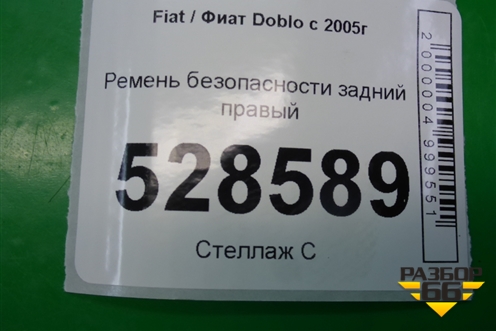 Fiat / Фиат Doblo с 2005г
Ремень безопасности задний
правый
528589
Стеллаж С
2000004999551
РАЗБОР
66